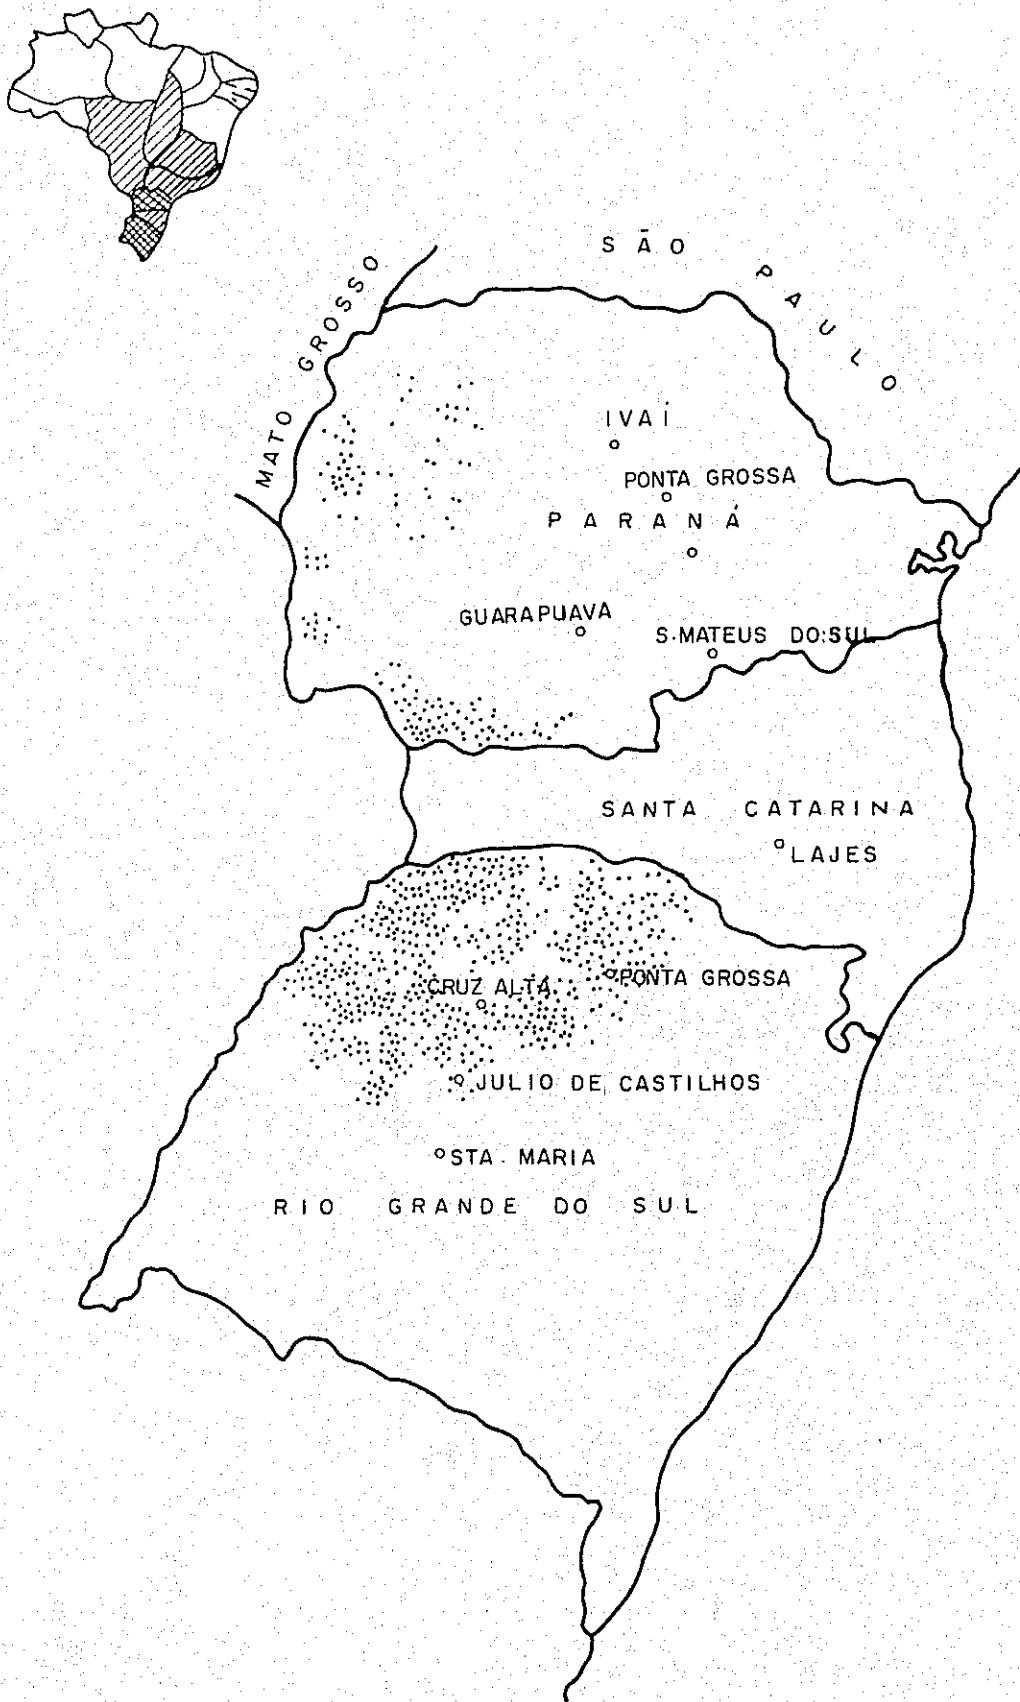 SÃO PAULO
MATO GROSSO
IVAÍ
PONTA GROSSA
PARANÁ
GUARAPUAVA
S. MATEUS DO SUL
SANTA CATARINA
LAJES
PONTA GROSSA
CRUZ ALTA
JULIO DE CASTILHOS
STA. MARIA
RIO GRANDE DO SUL